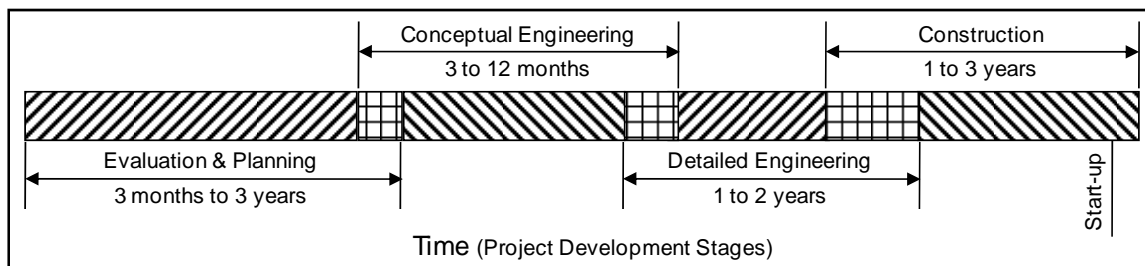 Conceptual Engineering
3 to 12 months
Construction
1 to 3 years
Evaluation & Planning
3 months to 3 years
Detailed Engineering
1 to 2 years
Start-up
Time (Project Development Stages)